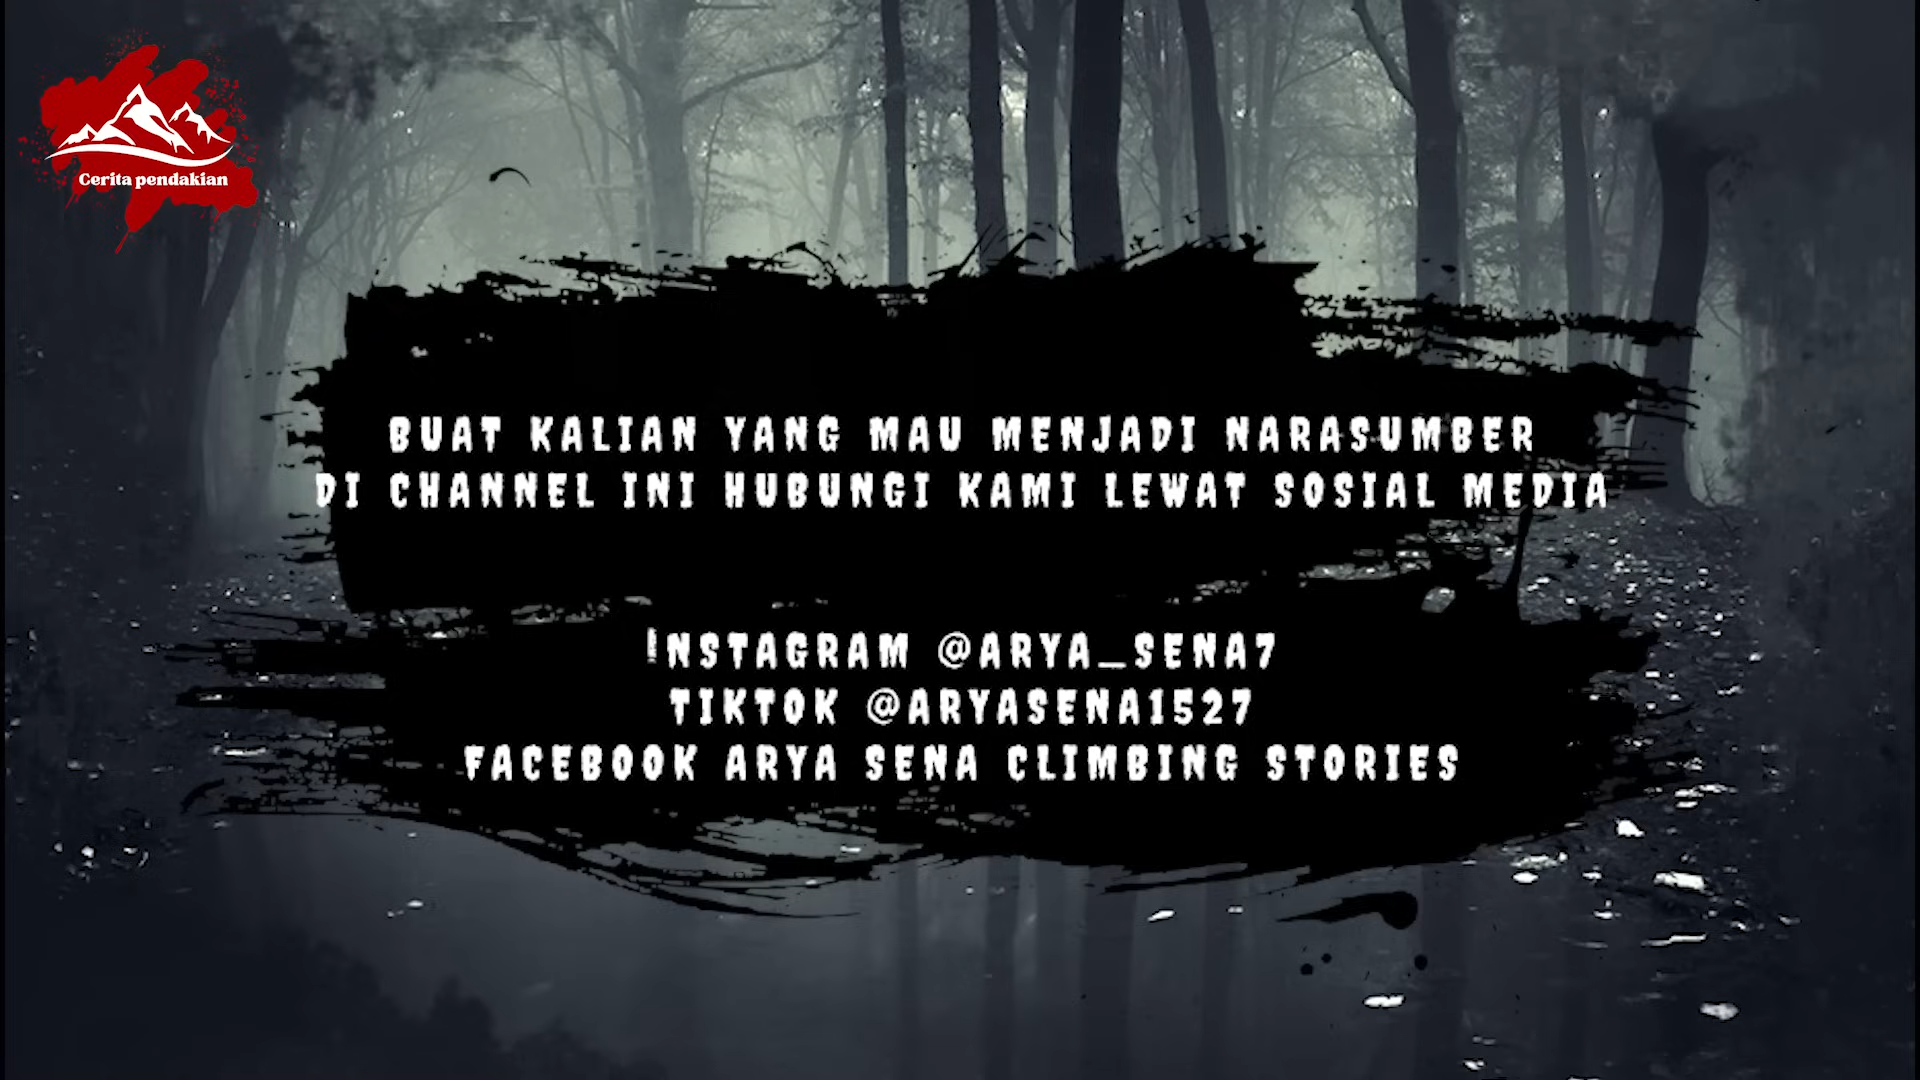 Cerita pendakian
BUAT KALIAN YANG MAU MENJADI NARASUMBER
DI CHANNEL INI HUBUNGI KAMI LEWAT SOSIAL MEDIA
INSTAGRAM @ARYA_SENA7
TIKTOK @ARYASENA1527
FACEBOOK ARYA SENA CLIMBING STORIES